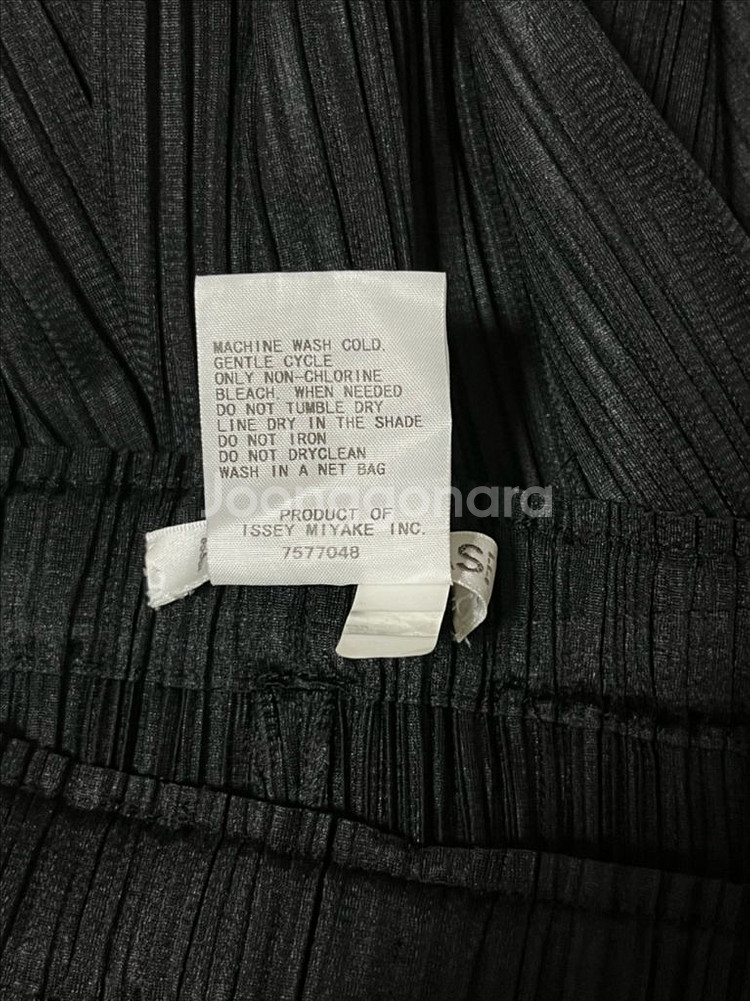 MACHINE WASH COLD.
GENTLE CYCLE
ONLY NON-CHLORINE
BLEACH, WHEN NEEDED
DO NOT TUMBLE DRY
LINE DRY IN THE SHADE
DO NOT IRON
DO NOT DRYCLEAN
WASH IN A NET BAG
Joonggonara
PRODUCT OF
ISSEY MIYAKE INC.
7577048